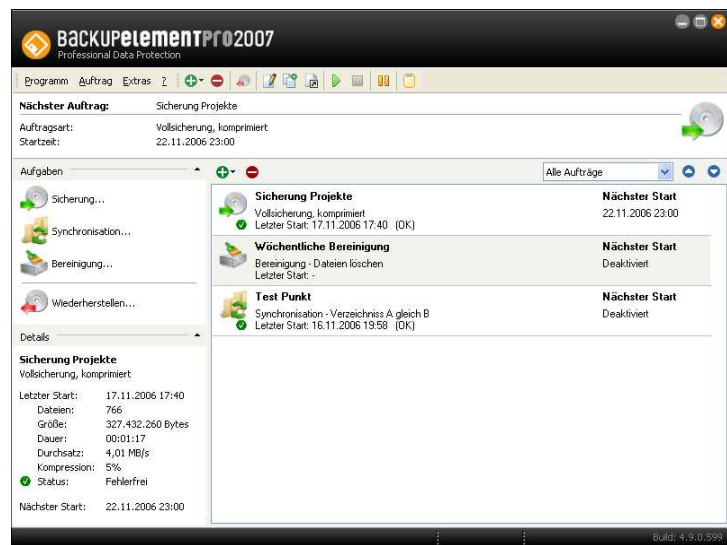 BACKUPelementPro2007
Professional Data Protection
Programm Auftrag Extras ?
Nächster Auftrag: Sicherung Projekte
Auftragsart: Vollsicherung, komprimiert
Startzeit: 22.11.2006 23:00
Aufgaben
Sicherung...
Synchronisation...
Bereinigung...
Wiederherstellen...
Details
Sicherung Projekte
Vollsicherung, komprimiert
Letzter Start: 17.11.2006 17:40
Dateien: 766
Größe: 327.432.260 Bytes
Dauer: 00:01:17
Durchsatz: 4,01 MB/s
Kompression: 5%
Status: Fehlerfrei
Nächster Start: 22.11.2006 23:00
Alle Aufträge
Sicherung Projekte Nächster Start
Vollsicherung, komprimiert 22.11.2006 23:00
Letzter Start: 17.11.2006 17:40 (OK)
Wöchentliche Bereinigung Nächster Start
Bereinigung - Dateien löschen Deaktiviert
Letzter Start: -
Test Punkt Nächster Start
Synchronisation - Verzeichniss A gleich B Deaktiviert
Letzter Start: 16.11.2006 19:58 (OK)
Build: 4.9.0.599